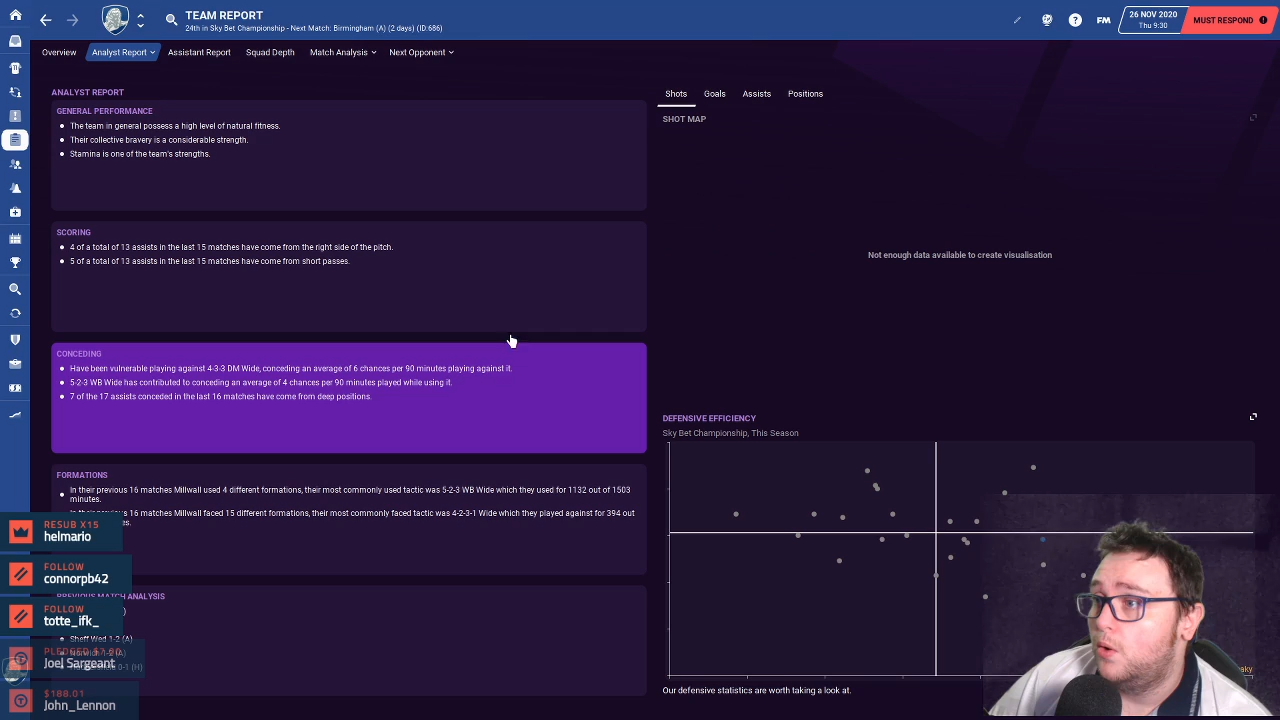 TEAM REPORT
24th in Sky Bet Championship - Next Match: Birmingham (A) (2 days) (ID:686)
FM
26 NOV 2020
Thu 9:30
MUST RESPOND
Overview
Analyst Report
Assistant Report
Squad Depth
Match Analysis
Next Opponent
ANALYST REPORT
GENERAL PERFORMANCE
The team in general possess a high level of natural fitness.
Their collective bravery is a considerable strength.
Stamina is one of the team's strengths.
SCORING
4 of a total of 13 assists in the last 15 matches have come from the right side of the pitch.
5 of a total of 13 assists in the last 15 matches have come from short passes.
CONCEDING
Have been vulnerable playing against 4-3-3 DM Wide, conceding an average of 6 chances per 90 minutes playing against it.
5-2-3 WB Wide has contributed to conceding an average of 4 chances per 90 minutes played while using it.
7 of the 17 assists conceded in the last 16 matches have come from deep positions.
FORMATIONS
In their previous 16 matches Millwall used 4 different formations, their most commonly used tactic was 5-2-3 WB Wide which they used for 1132 out of 1503
minutes.
In their previous 16 matches Millwall faced 15 different formations, their most commonly faced tactic was 4-2-3-1 Wide which they played against for 394 out
PREVIOUS MATCH ANALYSIS
Sheff Wed 1-2 (A)
Norwich 1-2 (A)
0-1 (H)
RESUB X15
helmario
FOLLOW
connorpb42
FOLLOW
totte_ifk_
PLEDGED $7.00
Joel Sargeant
$188.01
John_Lennon
Shots
Goals
Assists
Positions
SHOT MAP
Not enough data available to create visualisation
DEFENSIVE EFFICIENCY
Sky Bet Championship, This Season
Our defensive statistics are worth taking a look at.